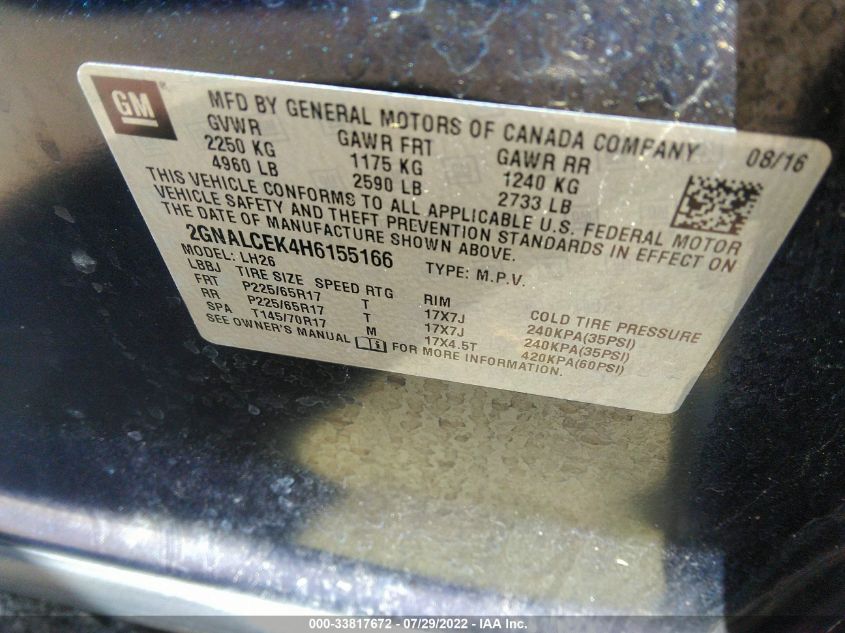 GM
MFD BY GENERAL MOTORS OF CANADA COMPANY 08/16
GVWR GAWR FRT GAWR RR
2250 KG 1175 KG 1240 KG
4960 LB 2590 LB 2733 LB
THIS VEHICLE CONFORMS TO ALL APPLICABLE U.S. FEDERAL MOTOR
VEHICLE SAFETY AND THEFT PREVENTION STANDARDS IN EFFECT ON
THE DATE OF MANUFACTURE SHOWN ABOVE.
2GNALCEK4H6155166 TYPE: M.P.V.
MODEL: LH26
L8BJ TIRE SIZE SPEED RTG RIM COLD TIRE PRESSURE
FRT P225/65R17 T 17X7J 240KPA(35PSI)
RR P225/65R17 T 17X7J 240KPA(35PSI)
SPA T145/70R17 M 17X4.5T 420KPA(60PSI)
SEE OWNER'S MANUAL FOR MORE INFORMATION.
000-33817672 - 07/29/2022 - IAA Inc.